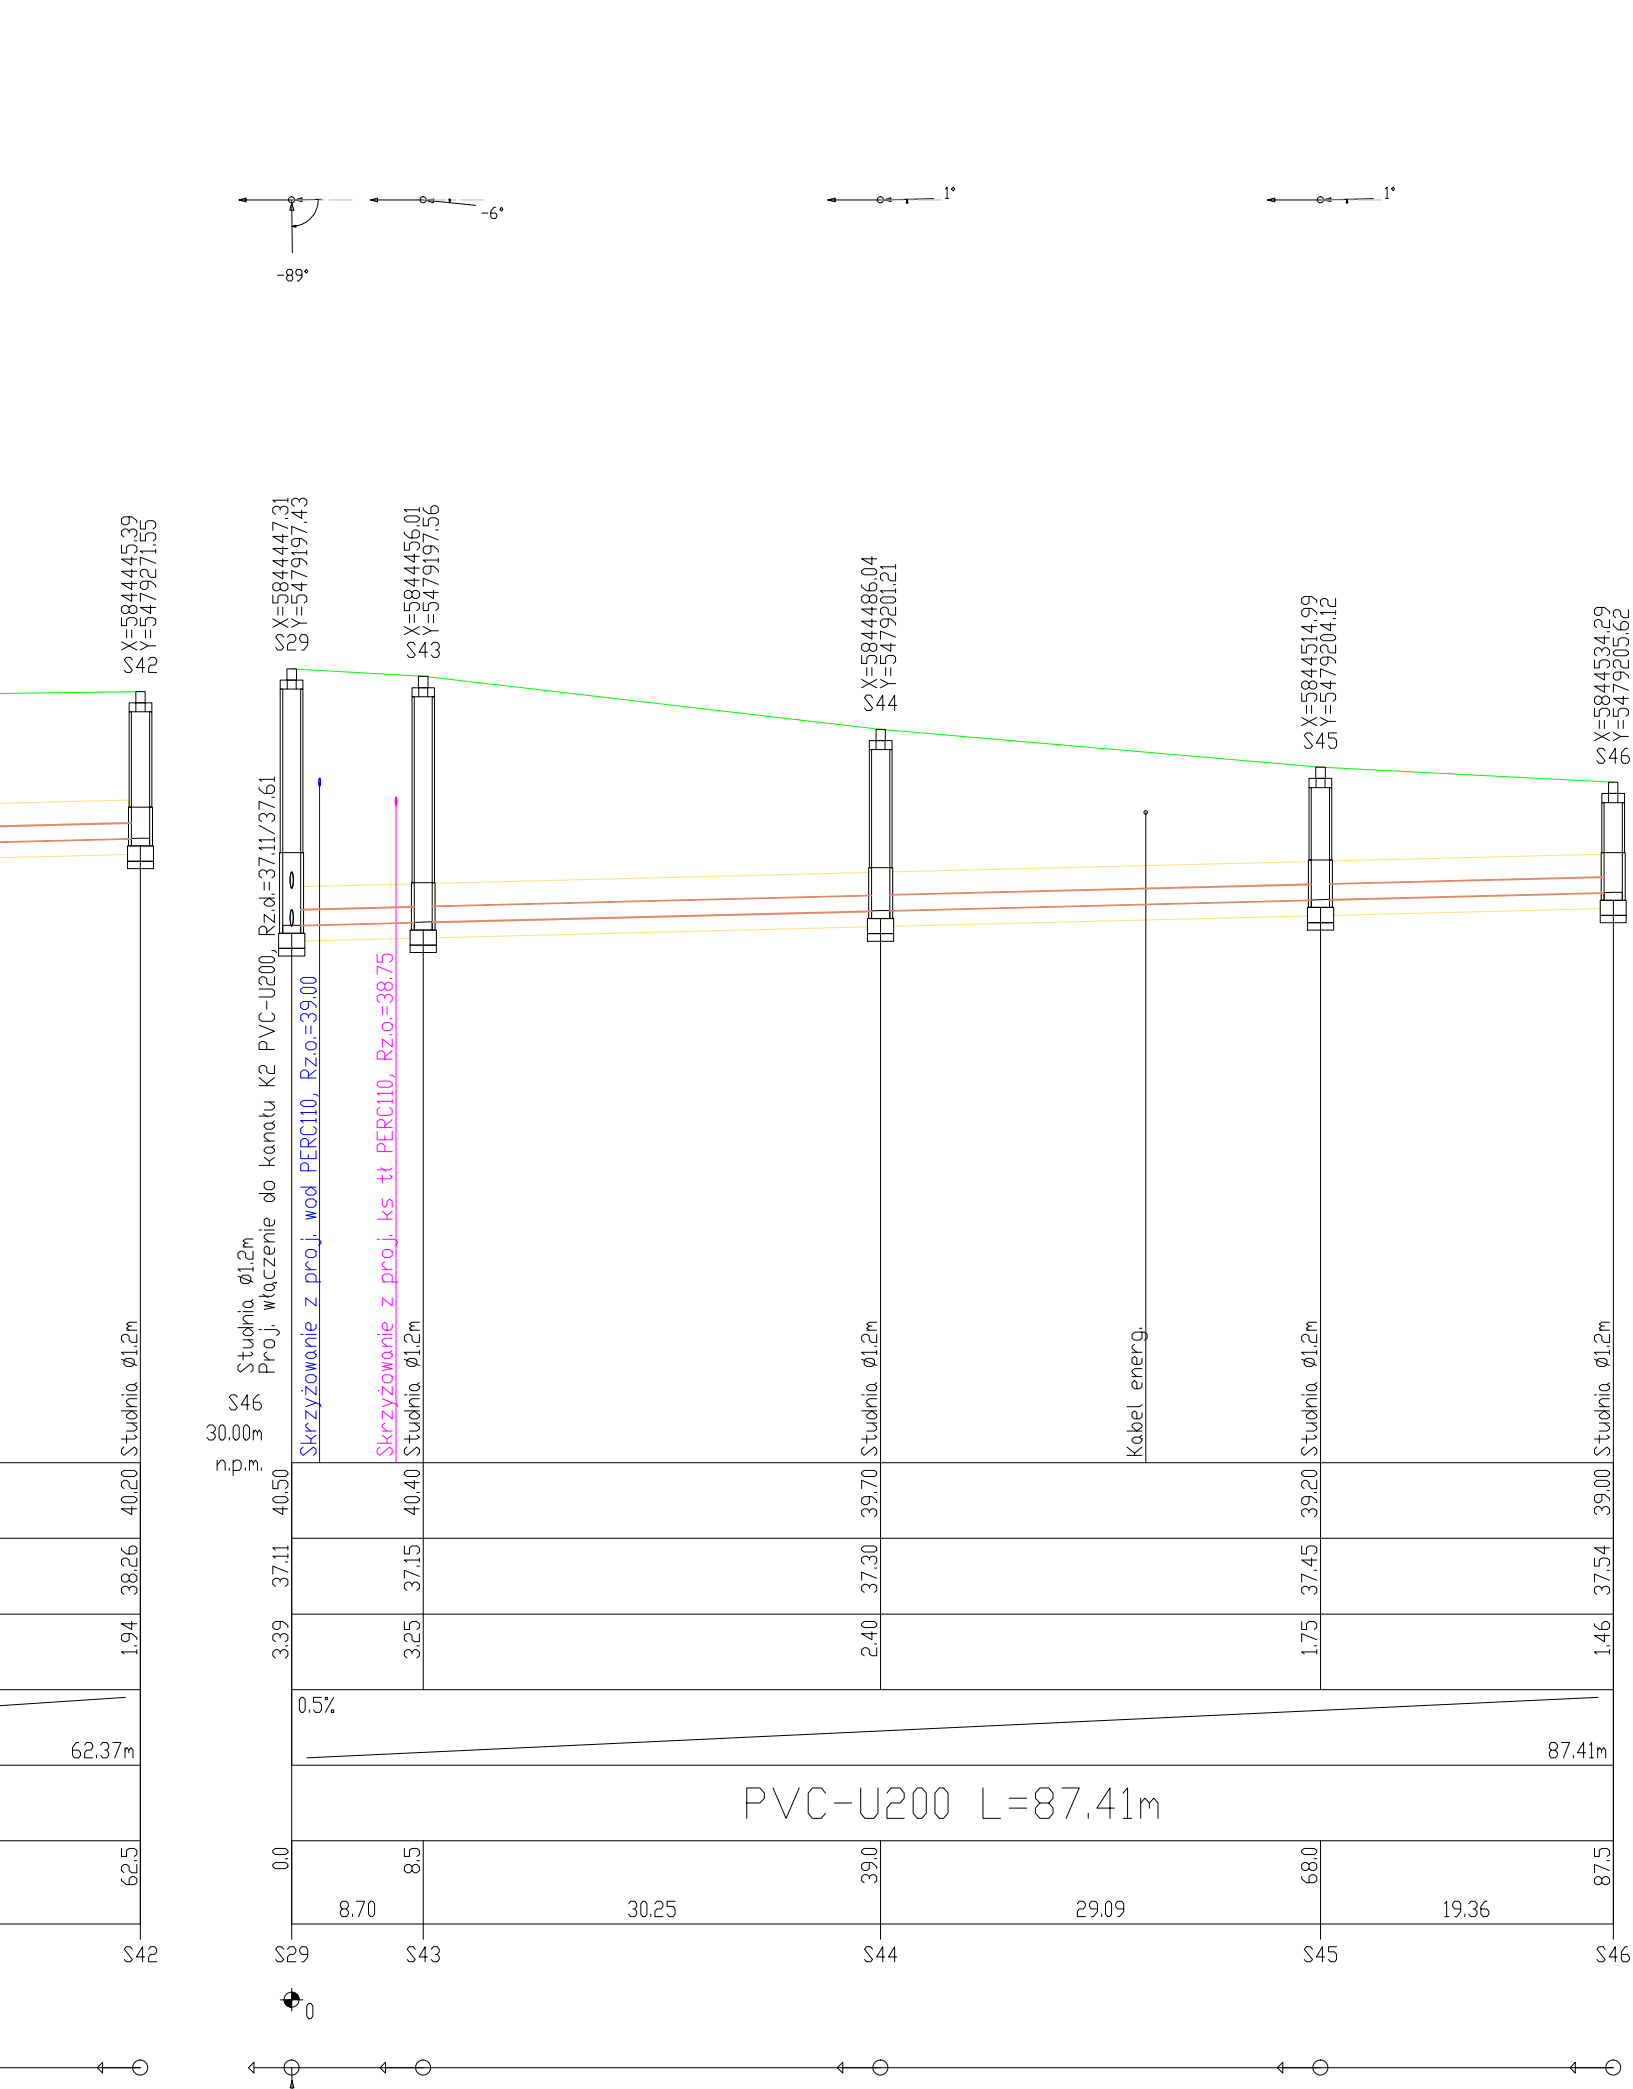 -89°
-6°
1°
1°
X=5844445.39
Y=5479271.55
S42
X=5844447.31
Y=5479197.43
S29
X=5844456.01
Y=5479197.56
S43
X=5844486.04
Y=5479201.21
S44
X=5844514.99
Y=5479204.12
S45
X=5844534.29
Y=5479205.62
S46
Studnia ø1.2m
Studnia ø1.2m
Proj. włączenie do kanału K2 PVC-U200, Rz.d.=37.11/37.61
Skrzyżowanie z proj. wod PERC110, Rz.o.=39.00
Skrzyżowanie z proj. ks tł PERC110, Rz.o.=38.75
Studnia ø1.2m
Studnia ø1.2m
Kabel energ.
Studnia ø1.2m
Studnia ø1.2m
S46
30.00m
n.p.m.
40.20 40.50 40.40 39.70 39.20 39.00
38.26 37.11 37.15 37.30 37.45 37.54
1.94 3.39 3.25 2.40 1.75 1.46
0.5%
62.37m 87.41m
PVC-U200 L=87.41m
62.5 0.0 8.5 39.0 68.0 87.5
8.70 30.25 29.09 19.36
S42 S29 S43 S44 S45 S46
0